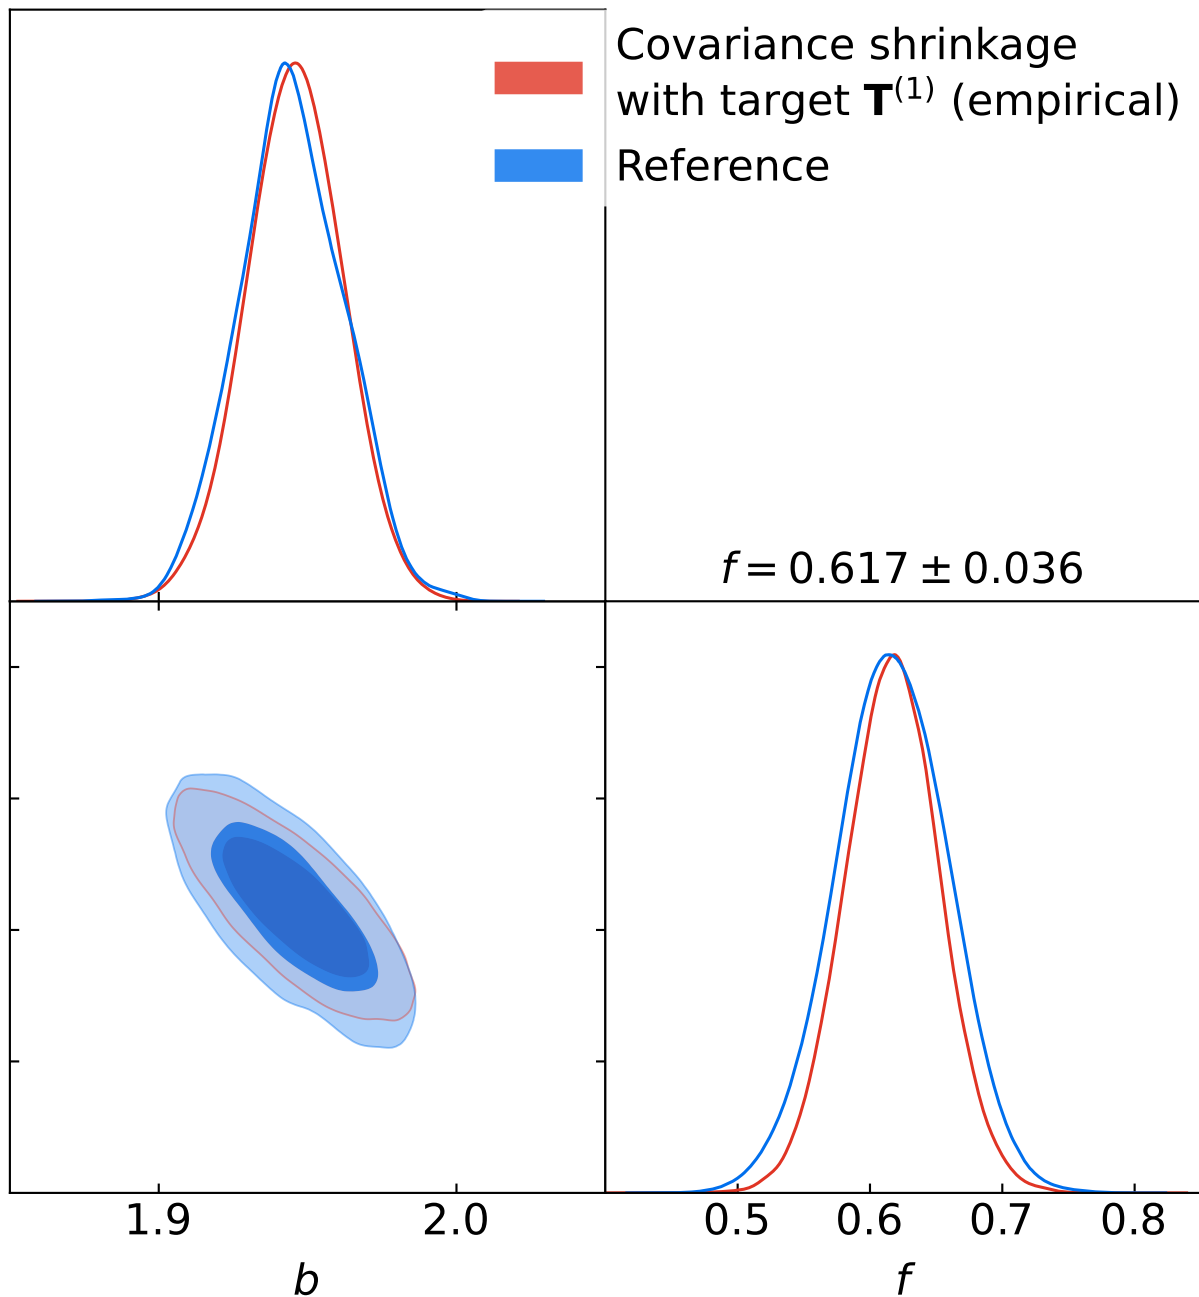 Covariance shrinkage
with target T⁽¹⁾ (empirical)
Reference
f = 0.617 ± 0.036
1.9 2.0 0.5 0.6 0.7 0.8
b f